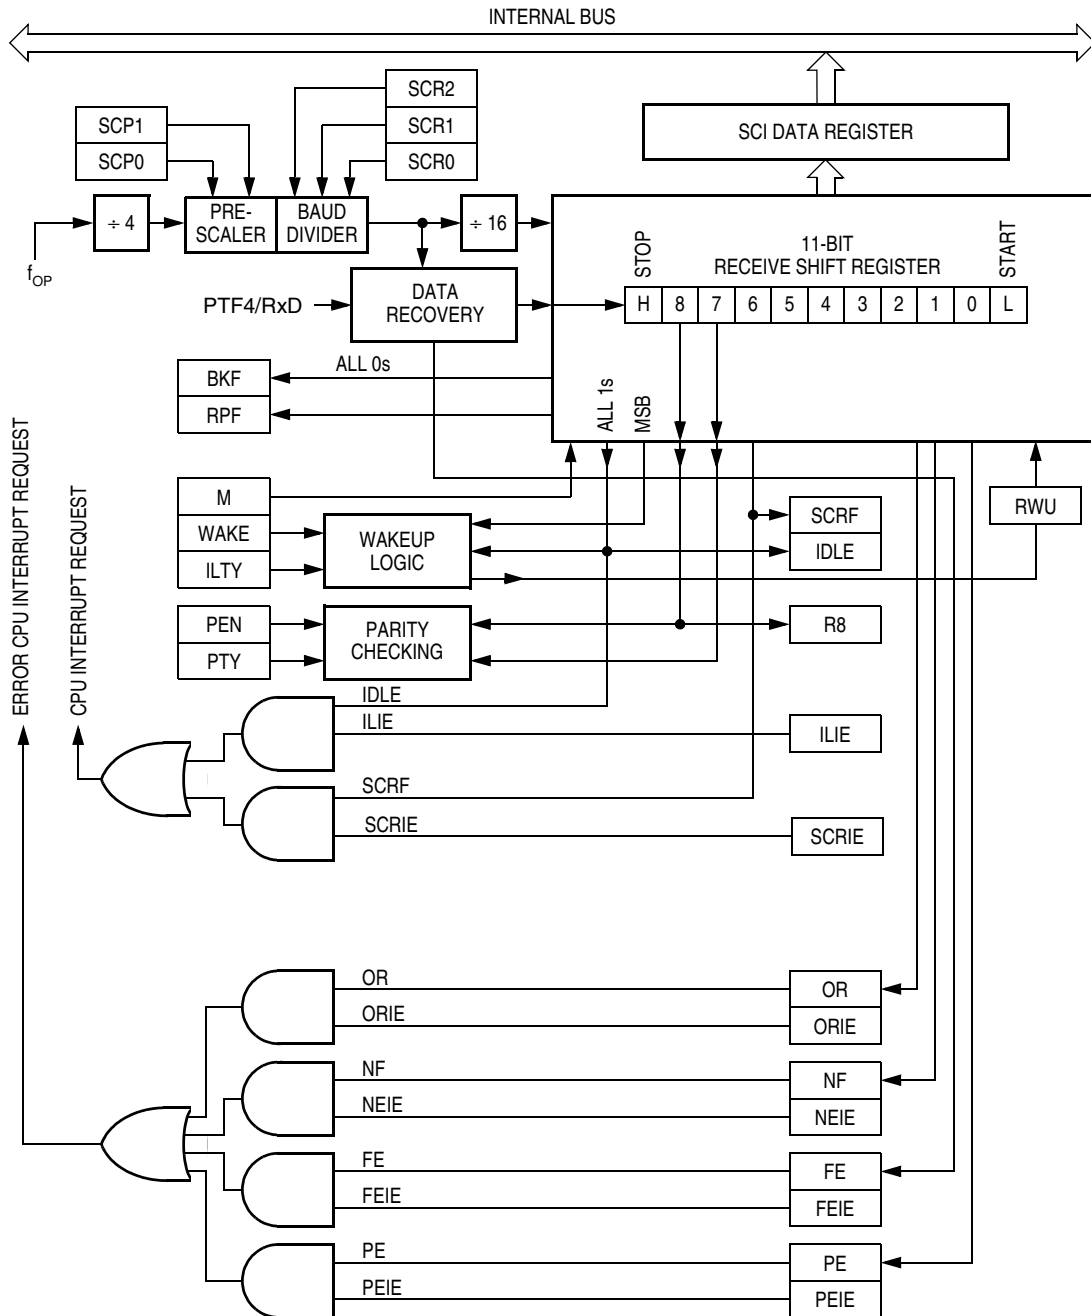 INTERNAL BUS
SCR2
SCR1
SCR0
SCP1
SCP0
SCI DATA REGISTER
÷ 4
PRE-
SCALER
BAUD
DIVIDER
÷ 16
fOP
STOP
11-BIT
RECEIVE SHIFT REGISTER
START
H 8 7 6 5 4 3 2 1 0 L
PTF4/RxD
DATA
RECOVERY
ALL 0s
BKF
RPF
ALL 1s
MSB
M
WAKE
ILTY
WAKEUP
LOGIC
SCRF
IDLE
RWU
PEN
PTY
PARITY
CHECKING
R8
ERROR CPU INTERRUPT REQUEST
CPU INTERRUPT REQUEST
IDLE
ILIE
ILIE
SCRF
SCRIE
SCRIE
OR
OR
ORIE
ORIE
NF
NF
NEIE
NEIE
FE
FE
FEIE
FEIE
PE
PE
PEIE
PEIE